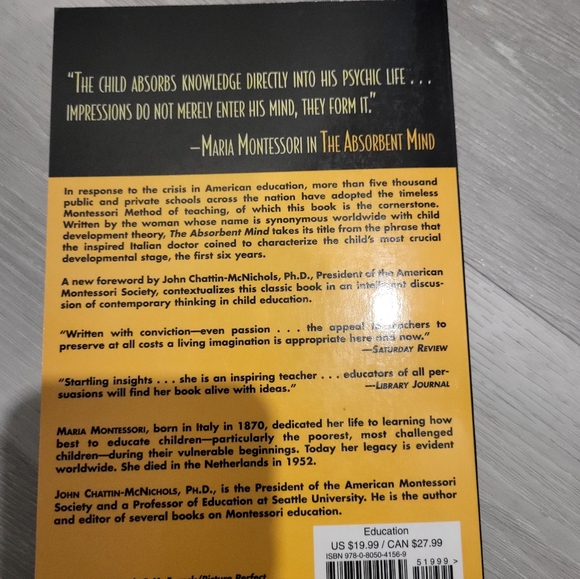 “THE CHILD ABSORBS KNOWLEDGE DIRECTLY INTO HIS PSYCHIC LIFE . . .
IMPRESSIONS DO NOT MERELY ENTER HIS MIND, THEY FORM IT.”
—MARIA MONTESSORI IN THE ABSORBENT MIND
In response to the crisis in American education, more than five thousand
public and private schools across the nation have adopted the timeless
Montessori Method of teaching, of which this book is the cornerstone.
Written by the woman whose name is synonymous worldwide with child
development theory, The Absorbent Mind takes its title from the phrase that
the inspired Italian doctor coined to characterize the child's most crucial
developmental stage, the first six years.
A new foreword by John Chattin-McNichols, Ph.D., President of the American
Montessori Society, contextualizes this classic book in an intelligent discus-
sion of contemporary thinking in child education.
“Written with conviction—even passion . . . the appeal to teachers to
preserve at all costs a living imagination is appropriate here and now.”
—SATURDAY REVIEW
“Startling insights . . . she is an inspiring teacher . . . educators of all per-
suasions will find her book alive with ideas.” —LIBRARY JOURNAL
MARIA MONTESSORI, born in Italy in 1870, dedicated her life to learning how
best to educate children—particularly the poorest, most challenged
children—during their vulnerable beginnings. Today her legacy is evident
worldwide. She died in the Netherlands in 1952.
JOHN CHATTIN-MCNICHOLS, PH.D., is the President of the American Montessori
Society and a Professor of Education at Seattle University. He is the author
and editor of several books on Montessori education.
Education
US $19.99 / CAN $27.99
ISBN 978-0-8050-4156-9
51999>
/Picture Perfect